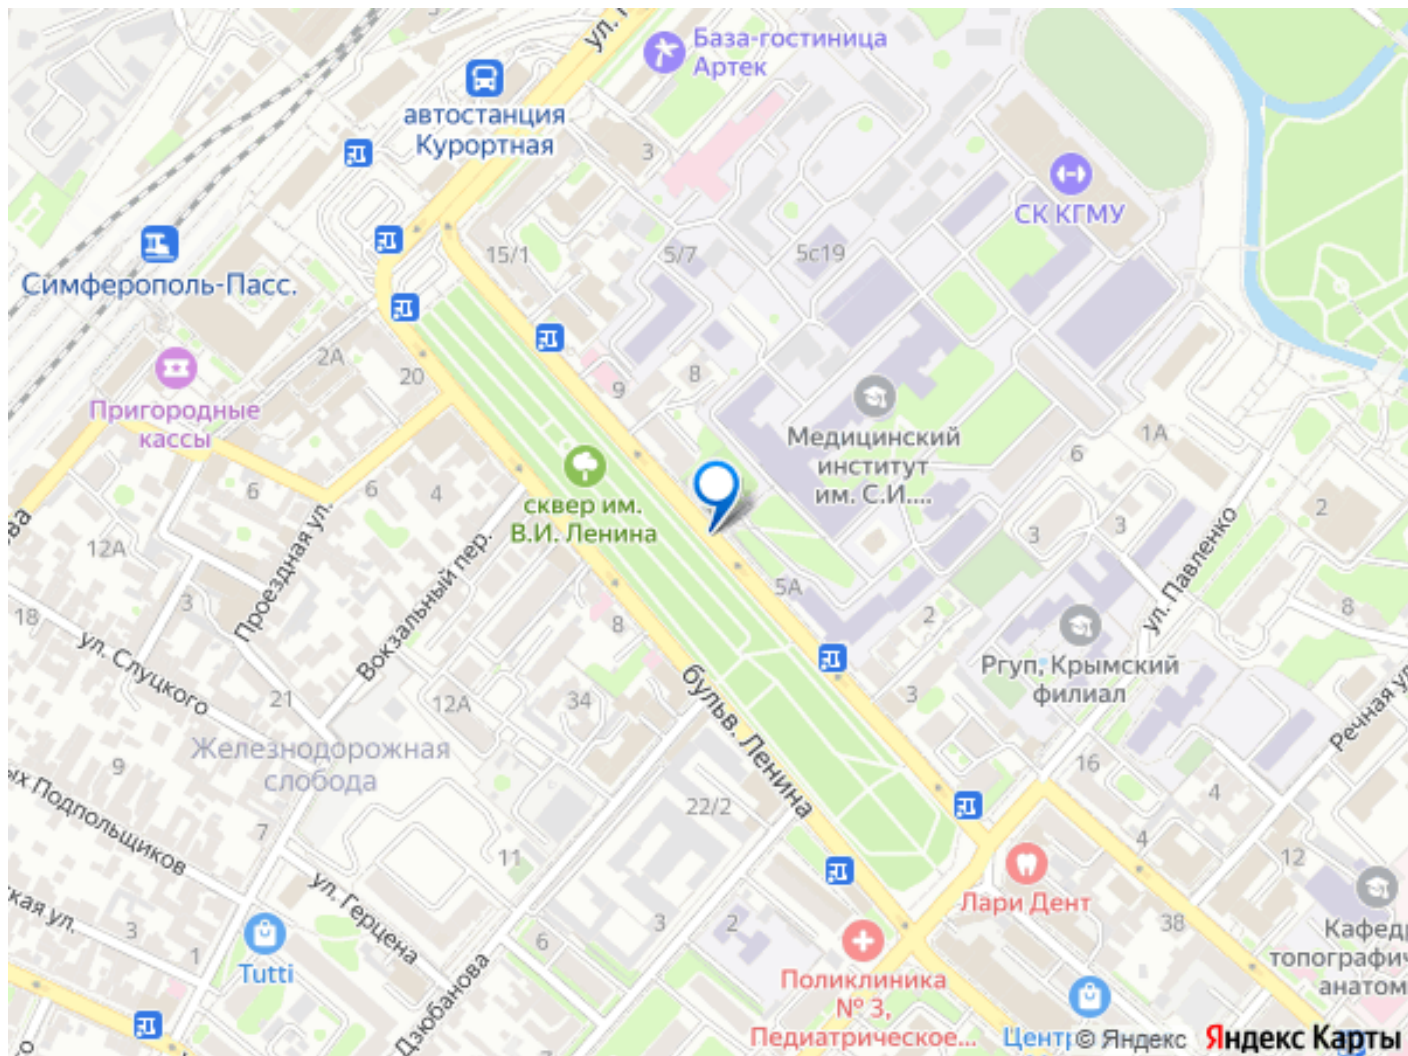 База-гостиница
Артек
ул.
автостанция
Курортная
3
СК КГМУ
15/1
5/7
5с19
Симферополь-Пасс.
2А
20
9
8
Пригородные
кассы
Медицинский
институт
им. С.И....
1А
6
6
6
4
сквер им.
В.И. Ленина
2
3
3
12А
Проездная ул.
Вокзальный пер.
ул. Павленко
5А
3
18
ул. Слуцкого
8
2
8
Ргуп, Крымский
филиал
21
12А
34
3
бульв. Ленина
Речная ул
Железнодорожная
слобода
9
16
4
22/2
ых Подпольщиков
7
11
4
12
ул. Герцена
Лари Дент
кая ул.
3
1
Tutti
6
3
2
38
Кафед
топографич
анатом
Дзюбанова
Поликлиника
№ 3,
Педиатрическое...
Цент
© Яндекс
Яндекс Карты